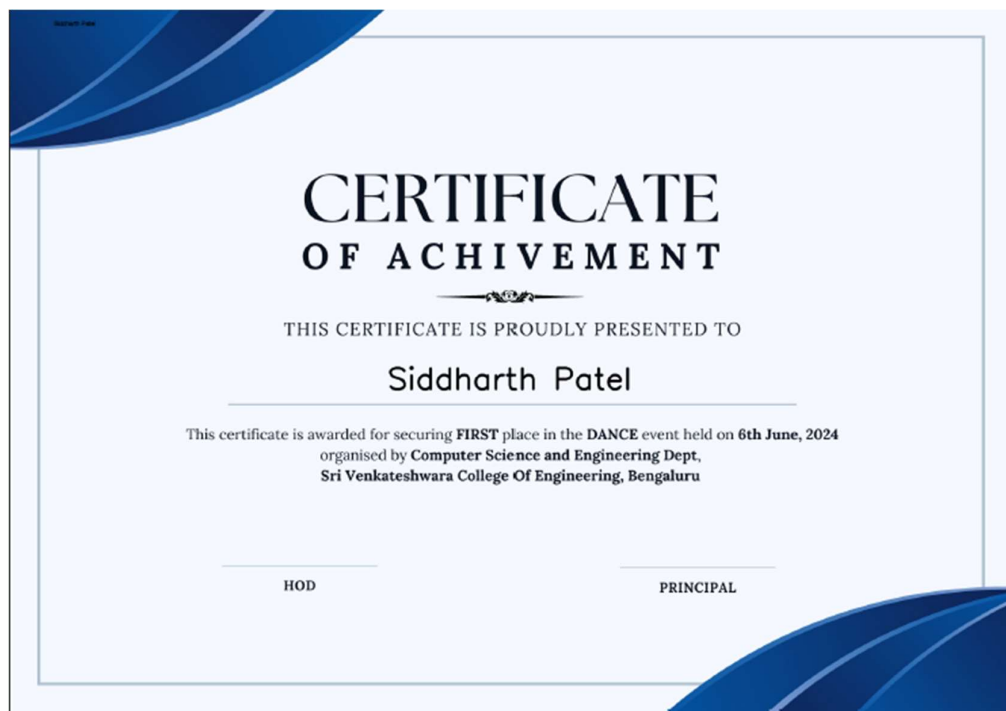 Siddharth Patel
CERTIFICATE
OF ACHIVEMENT
THIS CERTIFICATE IS PROUDLY PRESENTED TO
Siddharth Patel
This certificate is awarded for securing FIRST place in the DANCE event held on 6th June, 2024
organised by Computer Science and Engineering Dept,
Sri Venkateshwara College Of Engineering, Bengaluru
HOD
PRINCIPAL